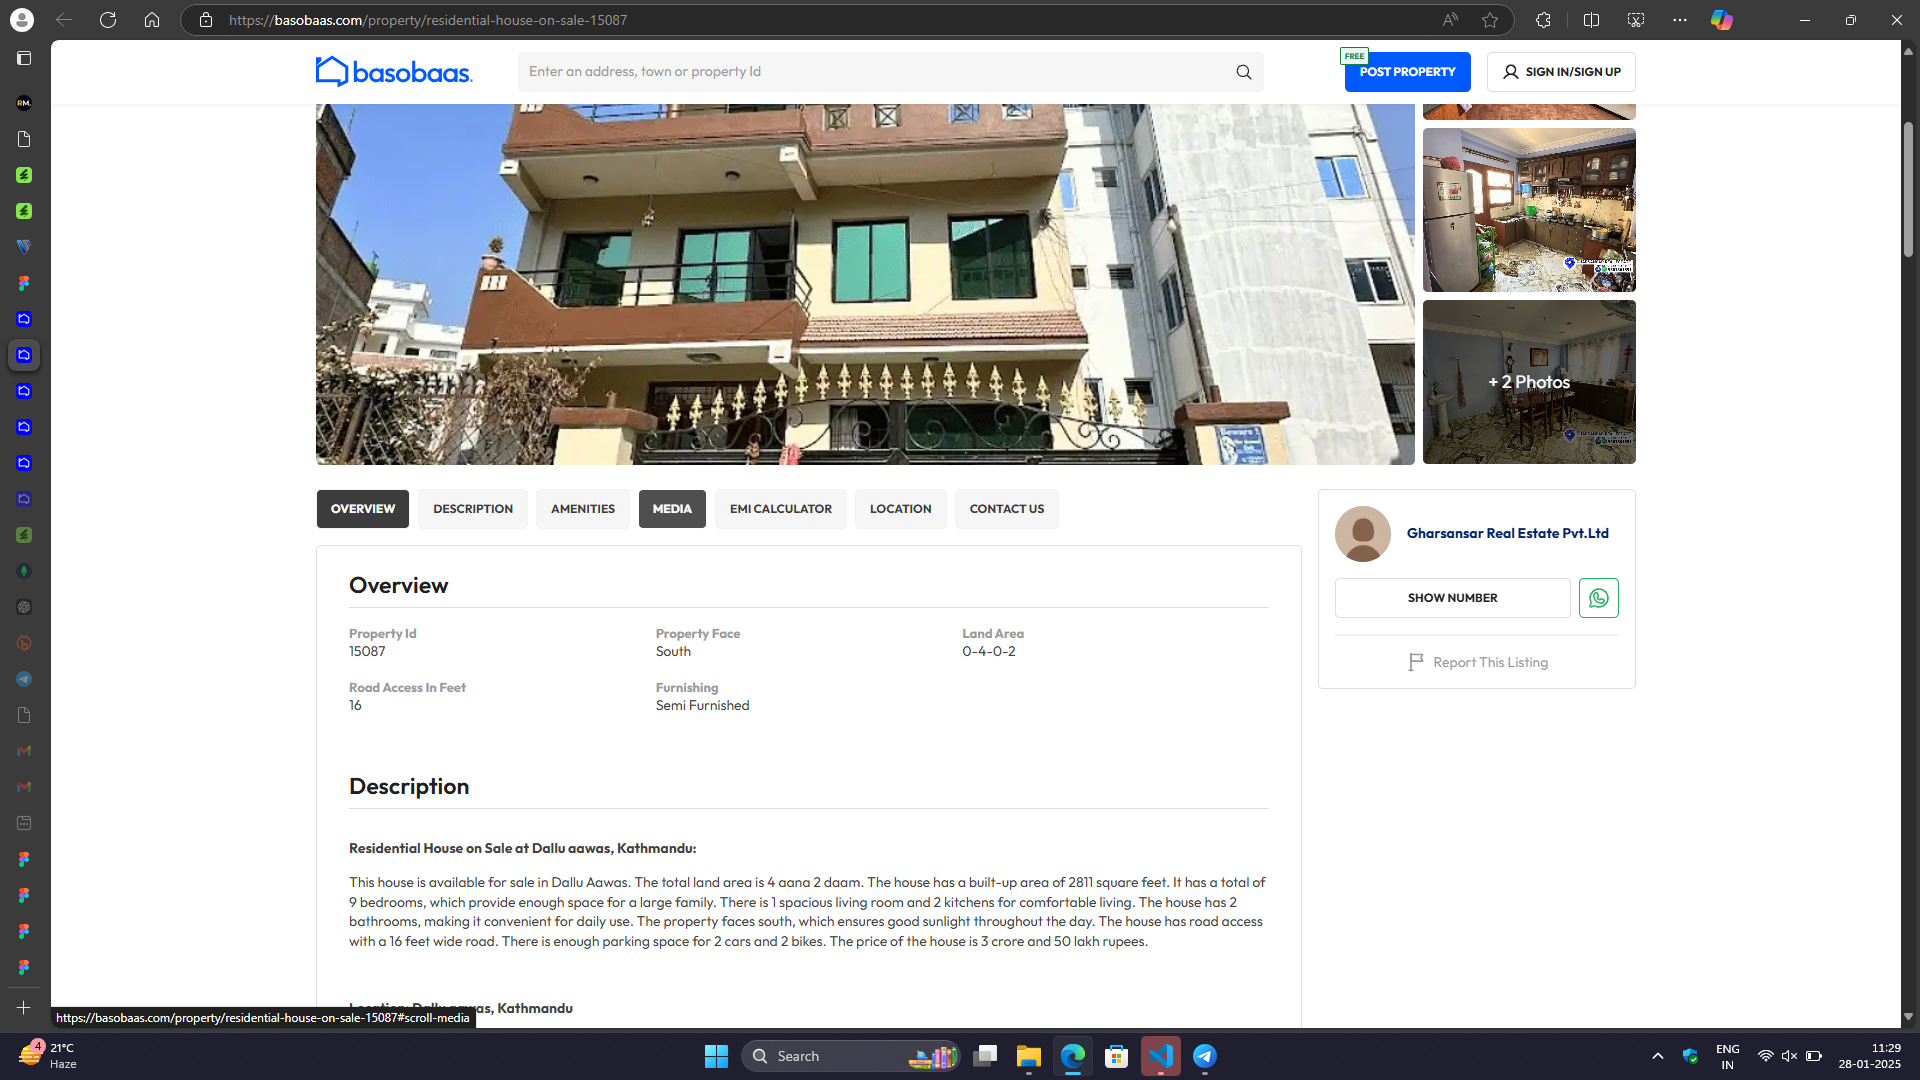 https://basobaas.com/property/residential-house-on-sale-15087
basobaas.
Enter an address, town or property Id
FREE
POST PROPERTY
SIGN IN/SIGN UP
+ 2 Photos
OVERVIEW
DESCRIPTION
AMENITIES
MEDIA
EMI CALCULATOR
LOCATION
CONTACT US
Overview
Property Id
15087
Property Face
South
Land Area
0-4-0-2
Road Access In Feet
16
Furnishing
Semi Furnished
Description
Residential House on Sale at Dallu aawas, Kathmandu:
This house is available for sale in Dallu Aawas. The total land area is 4 aana 2 daam. The house has a built-up area of 2811 square feet. It has a total of
9 bedrooms, which provide enough space for a large family. There is 1 spacious living room and 2 kitchens for comfortable living. The house has 2
bathrooms, making it convenient for daily use. The property faces south, which ensures good sunlight throughout the day. The house has road access
with a 16 feet wide road. There is enough parking space for 2 cars and 2 bikes. The price of the house is 3 crore and 50 lakh rupees.
Location: Dallu aawas, Kathmandu
Gharsansar Real Estate Pvt.Ltd
SHOW NUMBER
Report This Listing
https://basobaas.com/property/residential-house-on-sale-15087#scroll-media
RM.
4
21°C
Haze
Search
ENG
IN
11:29
28-01-2025